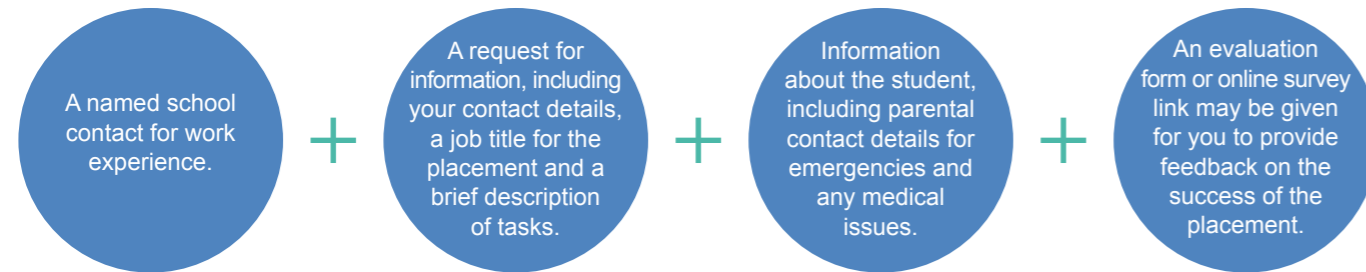 A named school
contact for work
experience.
+
A request for
information, including
your contact details,
a job title for the
placement and a
brief description
of tasks.
+
Information
about the student,
including parental
contact details for
emergencies and
any medical
issues.
+
An evaluation
form or online survey
link may be given
for you to provide
feedback on the
success of the
placement.